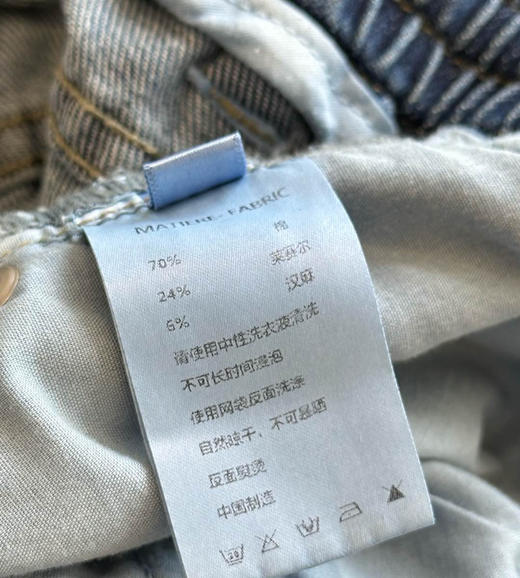 MATIERE- FABRIC
70% 棉
24% 莱赛尔
6% 汉麻
请使用中性洗衣液清洗
不可长时间浸泡
使用网袋反面洗涤
自然晾干，不可暴晒
反面熨烫
中国制造